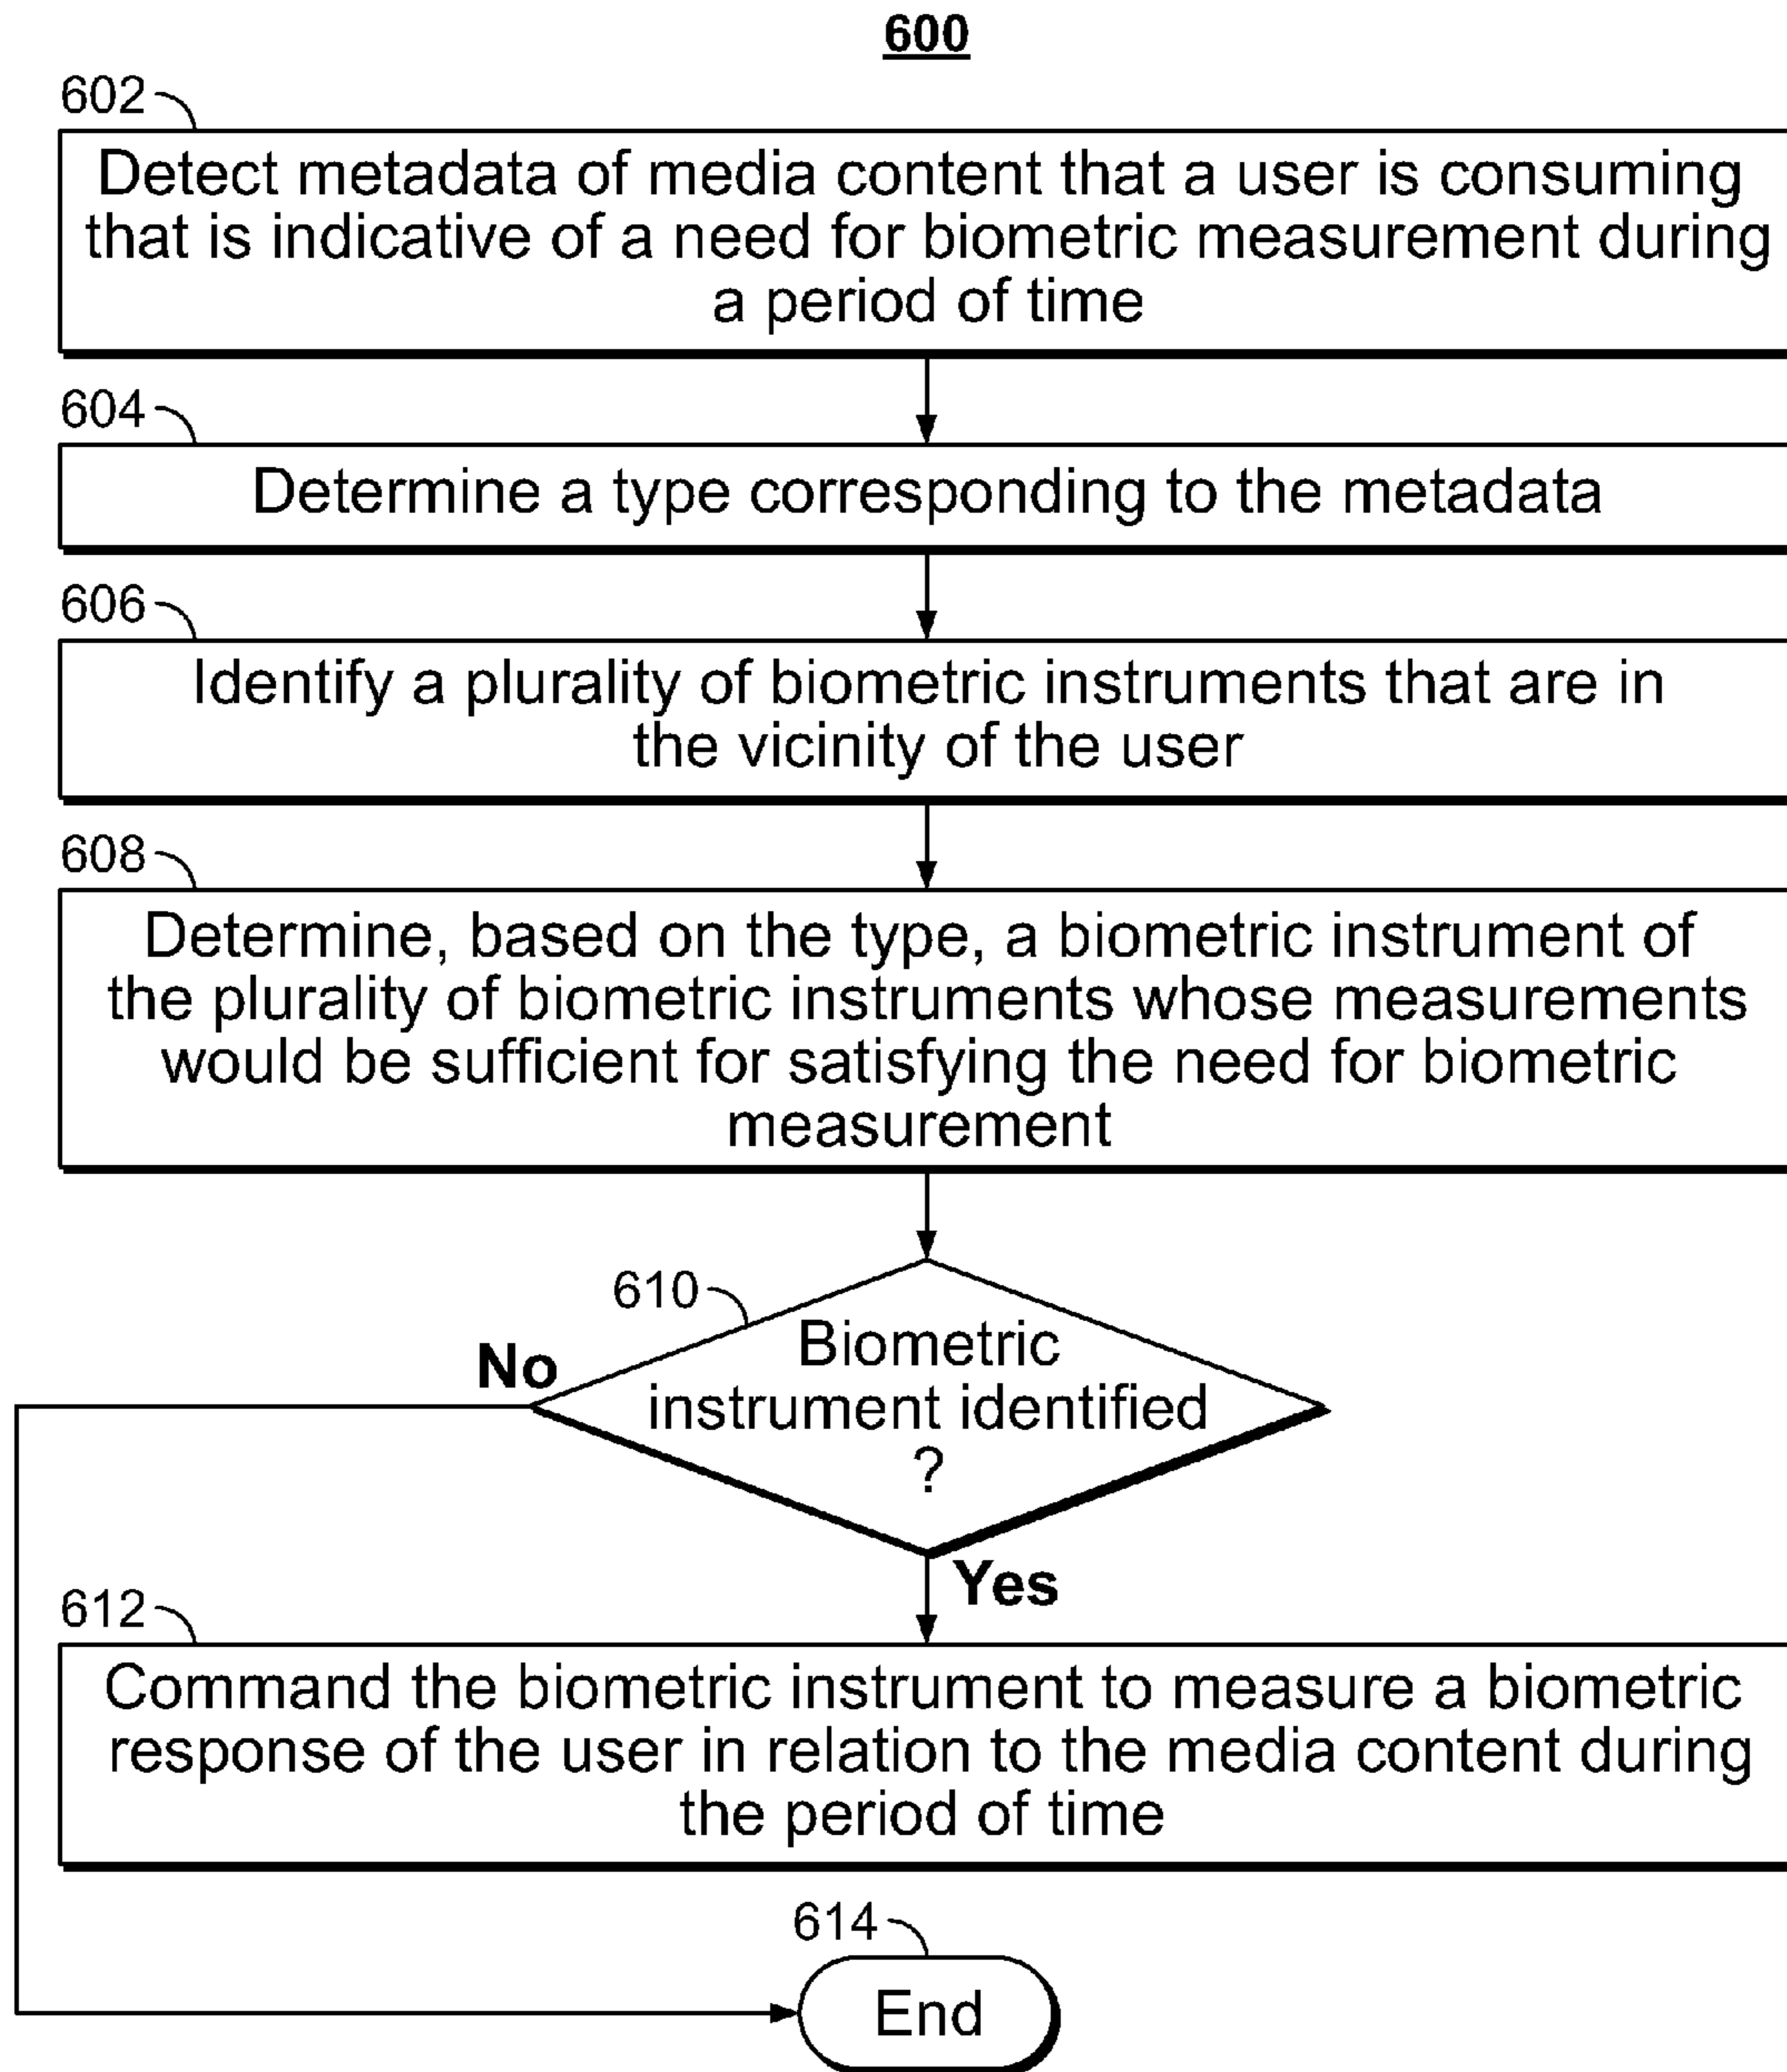 600
602
Detect metadata of media content that a user is consuming
that is indicative of a need for biometric measurement during
a period of time
604
Determine a type corresponding to the metadata
606
Identify a plurality of biometric instruments that are in
the vicinity of the user
608
Determine, based on the type, a biometric instrument of
the plurality of biometric instruments whose measurements
would be sufficient for satisfying the need for biometric
measurement
610
Biometric
No
instrument identified
?
Yes
612
Command the biometric instrument to measure a biometric
response of the user in relation to the media content during
the period of time
614
End